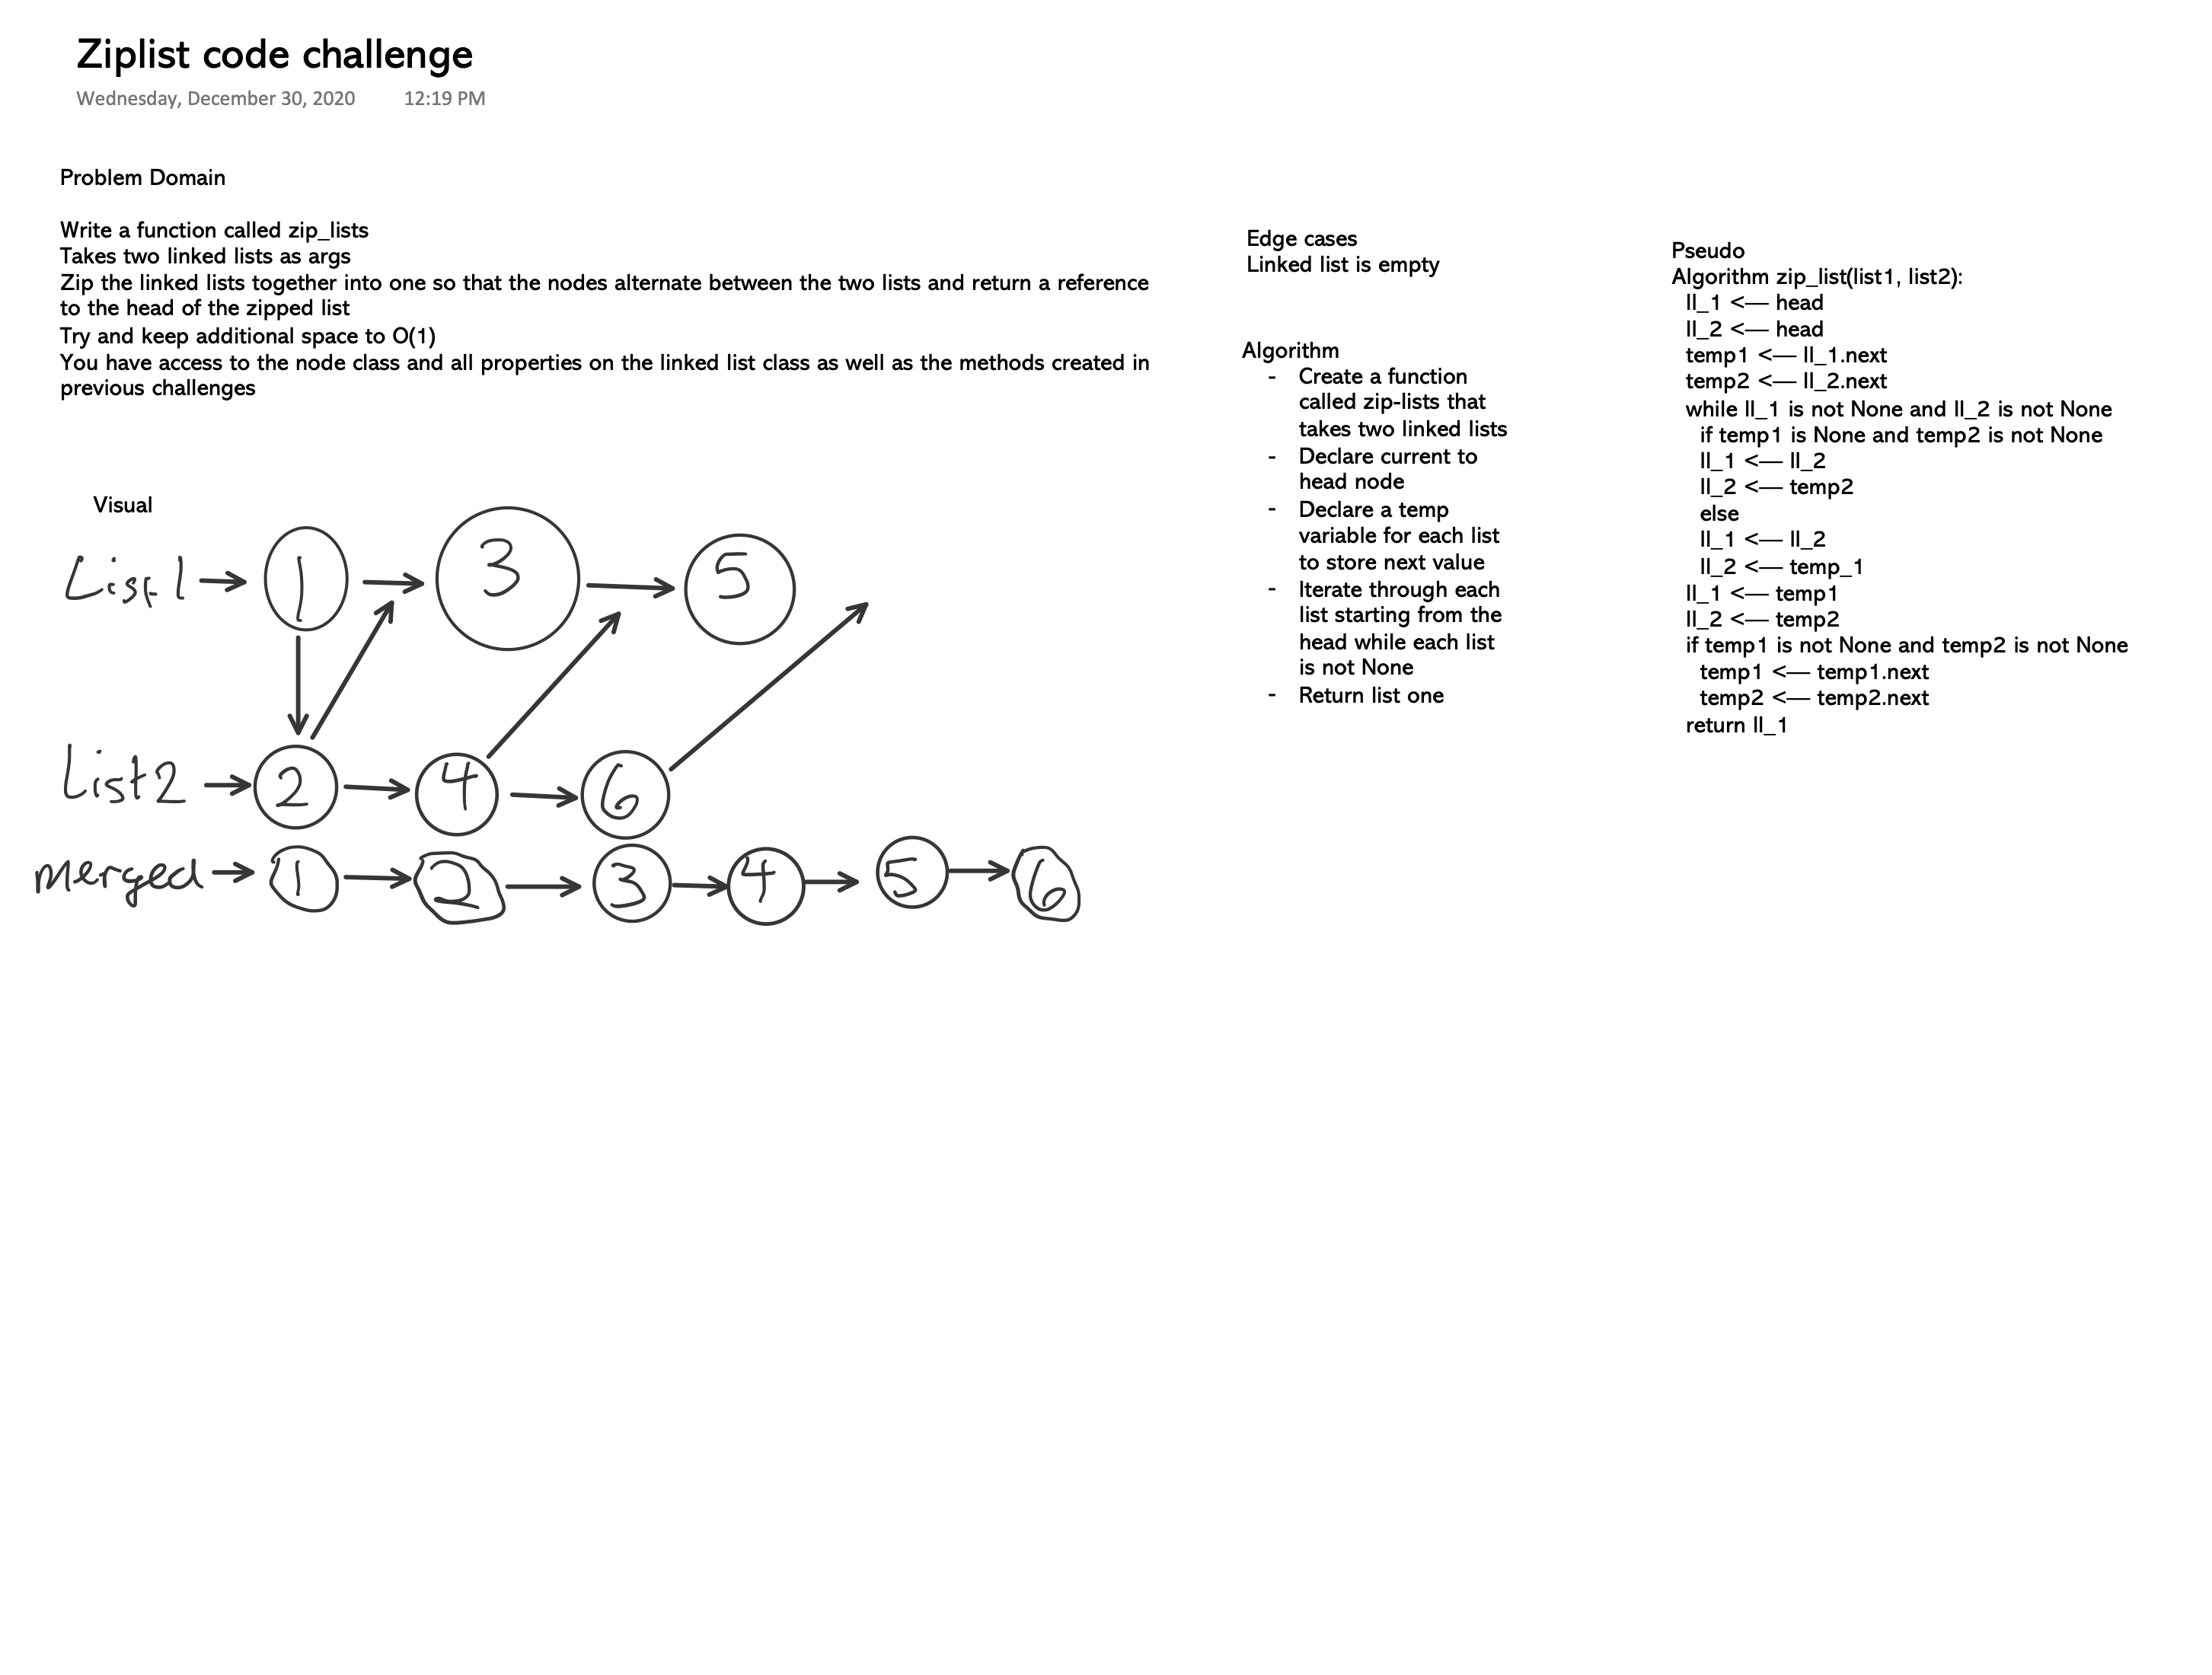 Ziplist code challenge
Wednesday, December 30, 2020 12:19 PM
Problem Domain
Write a function called zip_lists
Takes two linked lists as args
Zip the linked lists together into one so that the nodes alternate between the two lists and return a reference
to the head of the zipped list
Try and keep additional space to O(1)
You have access to the node class and all properties on the linked list class as well as the methods created in
previous challenges
Visual
List1 1 3 5
List2 2 4 6
merged 1 2 3 4 5 6
Edge cases
Linked list is empty
Algorithm
- Create a function
called zip-lists that
takes two linked lists
- Declare current to
head node
- Declare a temp
variable for each list
to store next value
- Iterate through each
list starting from the
head while each list
is not None
- Return list one
Pseudo
Algorithm zip_list(list1, list2):
ll_1 <— head
ll_2 <— head
temp1 <— ll_1.next
temp2 <— ll_2.next
while ll_1 is not None and ll_2 is not None
if temp1 is None and temp2 is not None
ll_1 <— ll_2
ll_2 <— temp2
else
ll_1 <— ll_2
ll_2 <— temp_1
ll_1 <— temp1
ll_2 <— temp2
if temp1 is not None and temp2 is not None
temp1 <— temp1.next
temp2 <— temp2.next
return ll_1